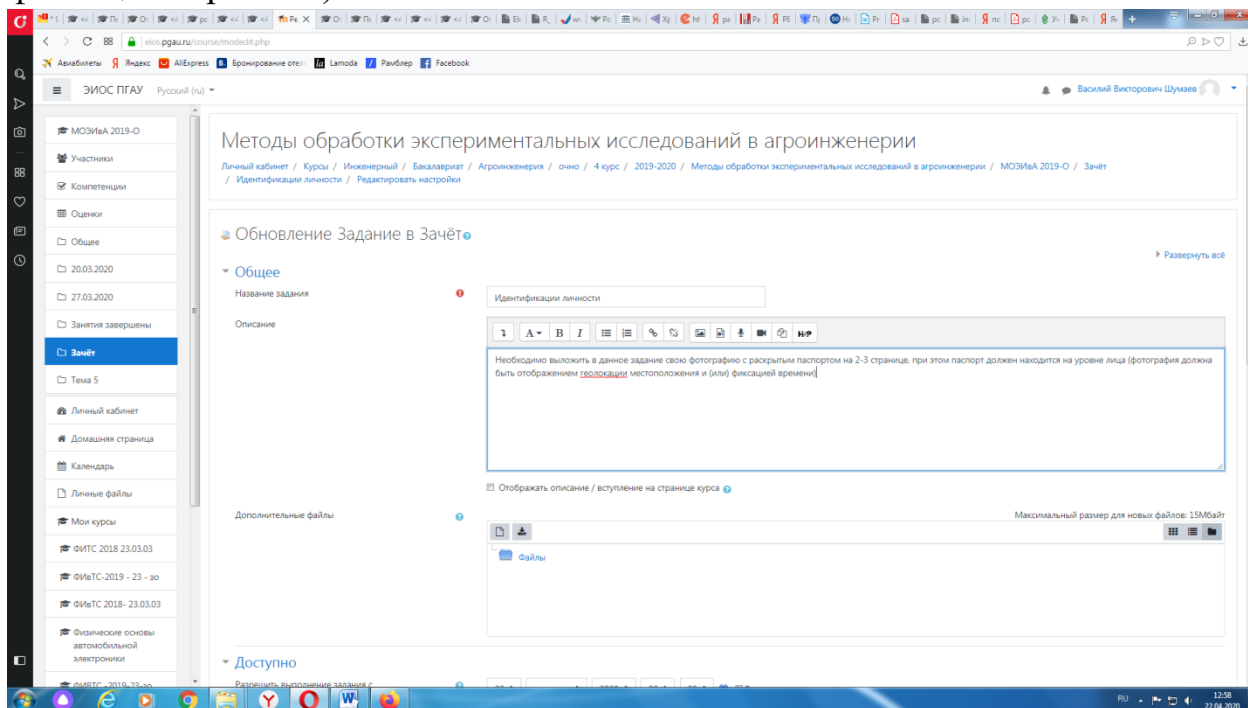 eios.pgau.ru/course/modedit.php
Авиабилеты Яндекс AliExpress Бронирование отел Lamoda Рамблер Facebook
ЭИОС ПГАУ Русский (ru)
Василий Викторович Шумаев
МОЭИвА 2019-О
Участники
Компетенции
Оценки
Общее
20.03.2020
27.03.2020
Занятия завершены
Зачёт
Тема 5
Личный кабинет
Домашняя страница
Календарь
Личные файлы
Мои курсы
ФИТС 2018 23.03.03
ФИвТС-2019 - 23 - зо
ФИвТС 2018- 23.03.03
Физические основы
автомобильной
электроники
Методы обработки экспериментальных исследований в агроинженерии
Личный кабинет / Курсы / Инженерный / Бакалавриат / Агроинженерия / очно / 4 курс / 2019-2020 / Методы обработки экспериментальных исследований в агроинженерии / МОЭИвА 2019-О / Зачёт
/ Идентификации личности / Редактировать настройки
Обновление Задание в Зачёт
Развернуть всё
Общее
Название задания
Идентификации личности
Описание
Необходимо выложить в данное задание свою фотографию с раскрытым паспортом на 2-3 странице, при этом паспорт должен находится на уровне лица (фотография должна
быть отображением геолокации местоположения и (или) фиксацией времени)
Отображать описание / вступление на странице курса
Дополнительные файлы
Максимальный размер для новых файлов: 15Мбайт
Файлы
Доступно
Разрешить выполнение задания с
RU
12:58
22.04.2020